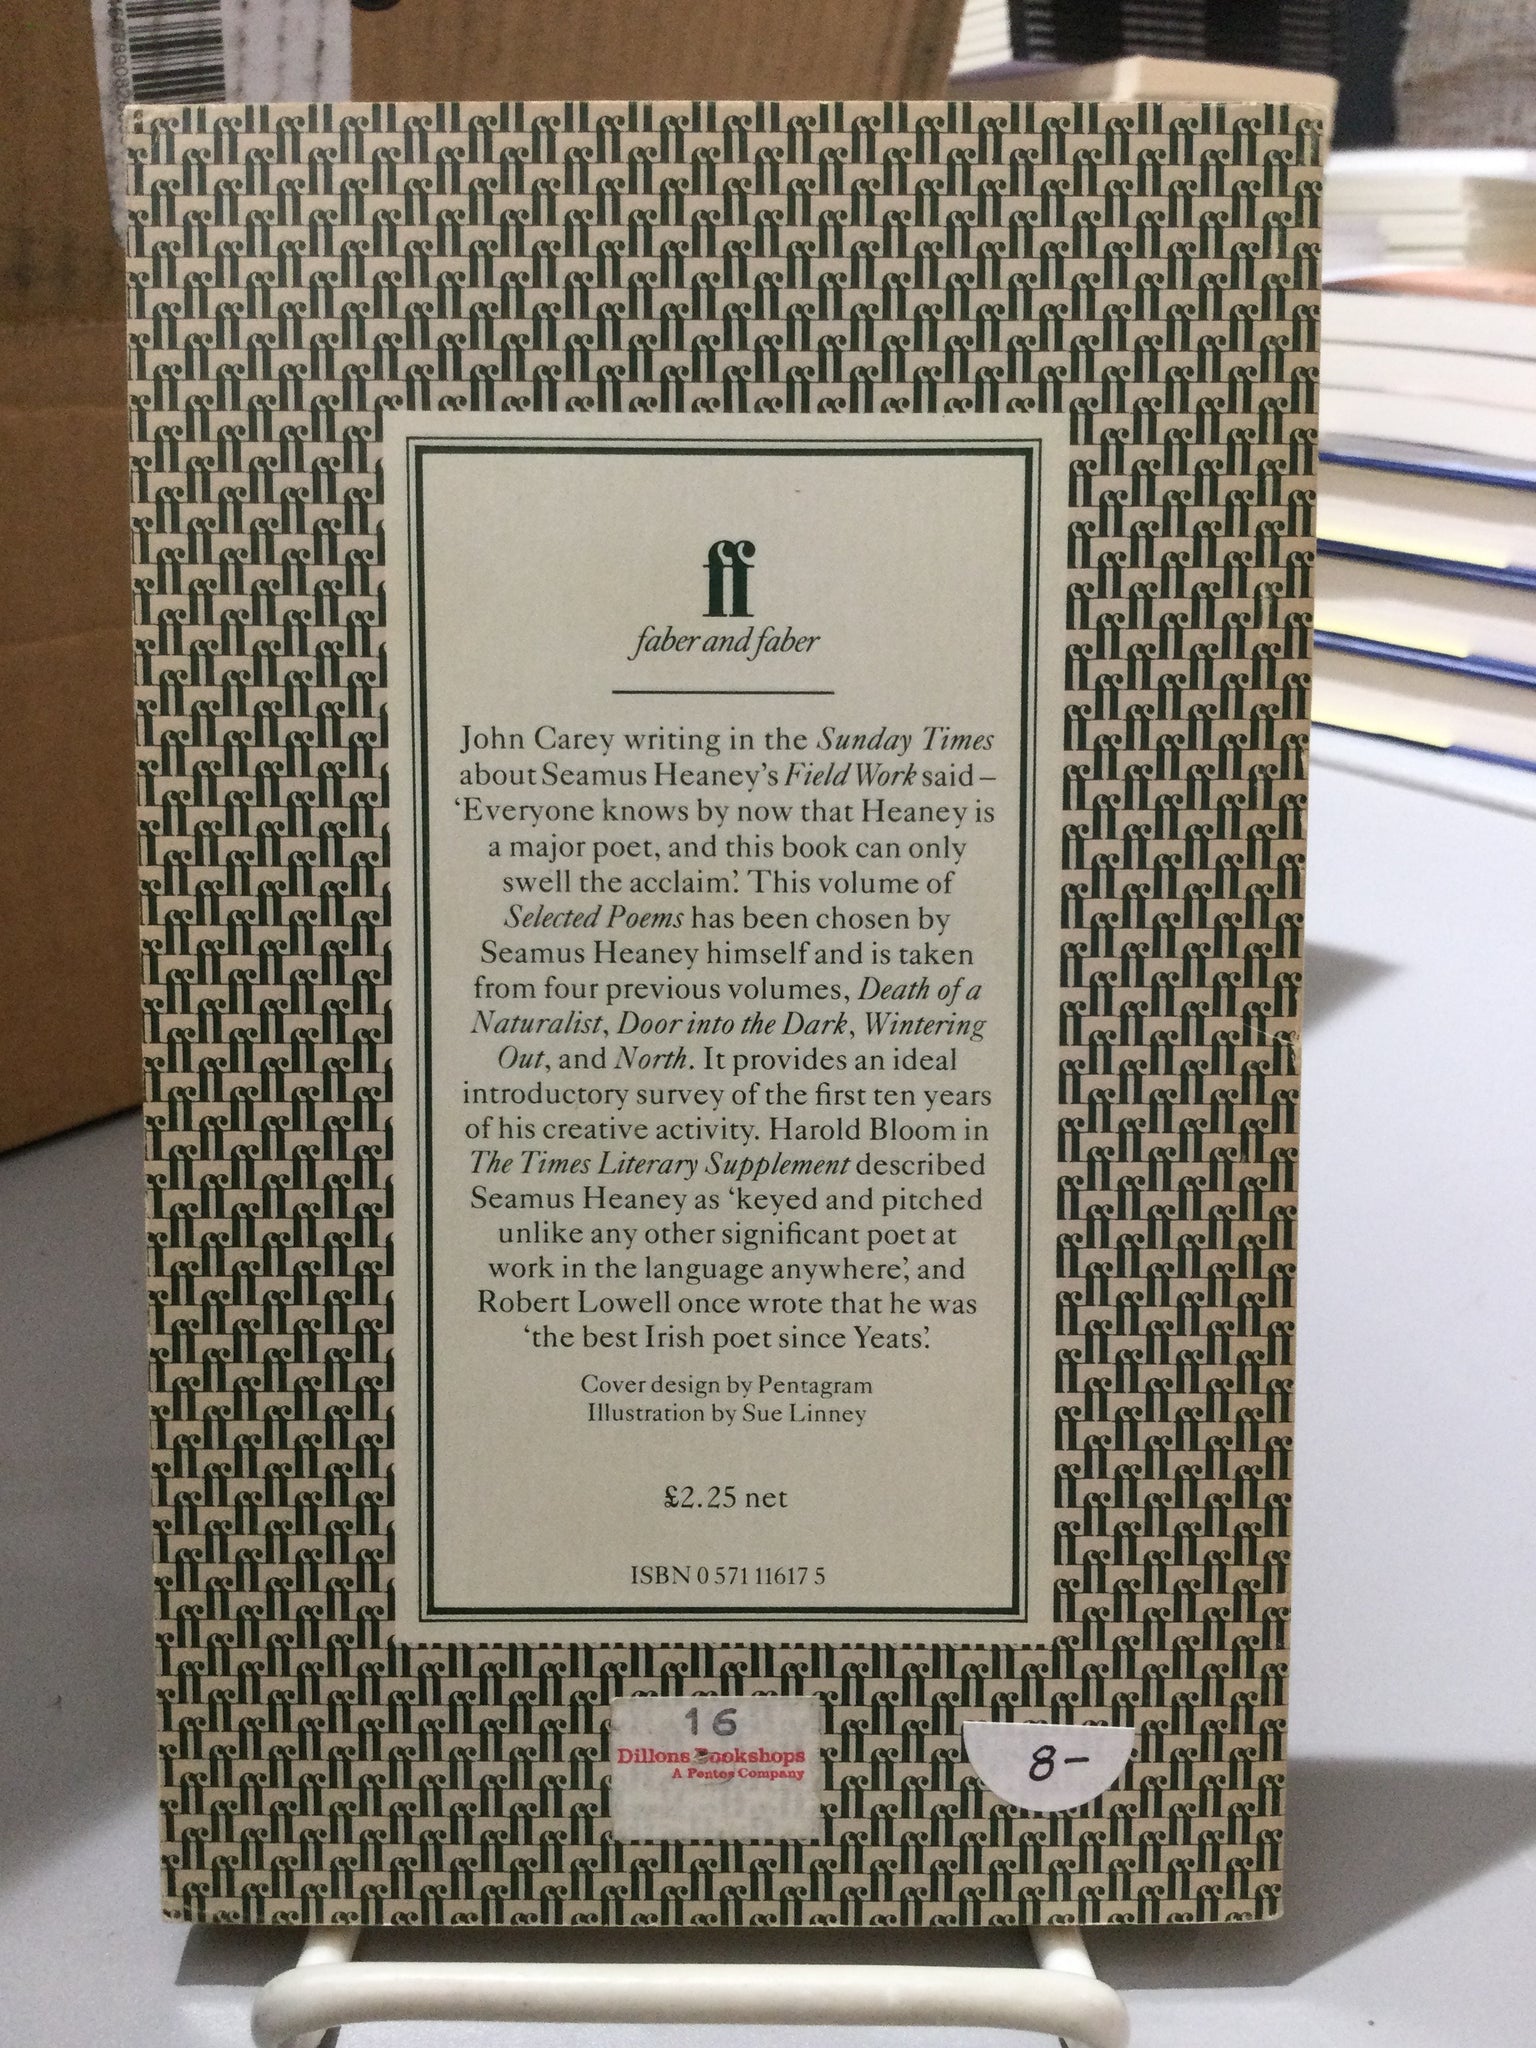 ff
faber and faber
John Carey writing in the Sunday Times
about Seamus Heaney's Field Work said –
‘Everyone knows by now that Heaney is
a major poet, and this book can only
swell the acclaim’. This volume of
Selected Poems has been chosen by
Seamus Heaney himself and is taken
from four previous volumes, Death of a
Naturalist, Door into the Dark, Wintering
Out, and North. It provides an ideal
introductory survey of the first ten years
of his creative activity. Harold Bloom in
The Times Literary Supplement described
Seamus Heaney as ‘keyed and pitched
unlike any other significant poet at
work in the language anywhere’, and
Robert Lowell once wrote that he was
‘the best Irish poet since Yeats’.
Cover design by Pentagram
Illustration by Sue Linney
£2.25 net
ISBN 0 571 11617 5
16
Dillons Bookshops
A Pentos Company
8–